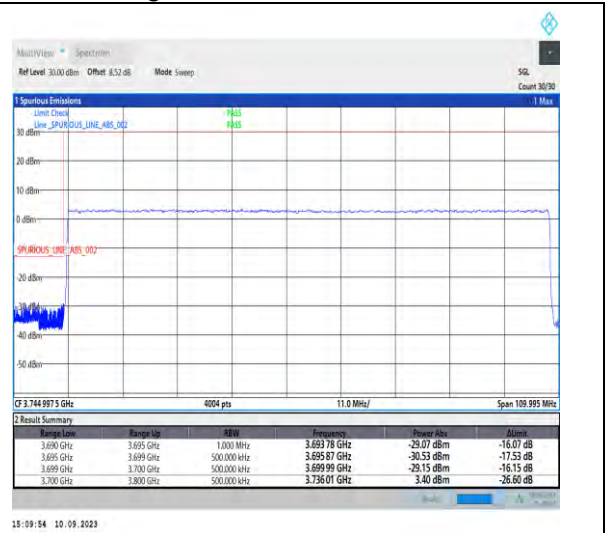 MultiView Spectrum
Ref Level 30.00 dBm Offset 8.52 dB Mode Sweep SGL
Count 30/30
1 Spurious Emissions 1 Max
Limit Check PASS
Line _SPURIOUS_LINE_ABS_002 PASS
30 dBm
20 dBm
10 dBm
0 dBm
SPURIOUS_LINE_ABS_002
-20 dBm
-30 dBm
-40 dBm
-50 dBm
CF 3.744 997 5 GHz 4004 pts 11.0 MHz/ Span 109.995 MHz
2 Result Summary
Range Low Range Up RBW Frequency Power Abs ΔLimit
3.690 GHz 3.695 GHz 1.000 MHz 3.693 78 GHz -29.07 dBm -16.07 dB
3.695 GHz 3.699 GHz 500.000 kHz 3.695 87 GHz -30.53 dBm -17.53 dB
3.699 GHz 3.700 GHz 500.000 kHz 3.699 99 GHz -29.15 dBm -16.15 dB
3.700 GHz 3.800 GHz 500.000 kHz 3.736 01 GHz 3.40 dBm -26.60 dB
15:09:54 10.09.2023